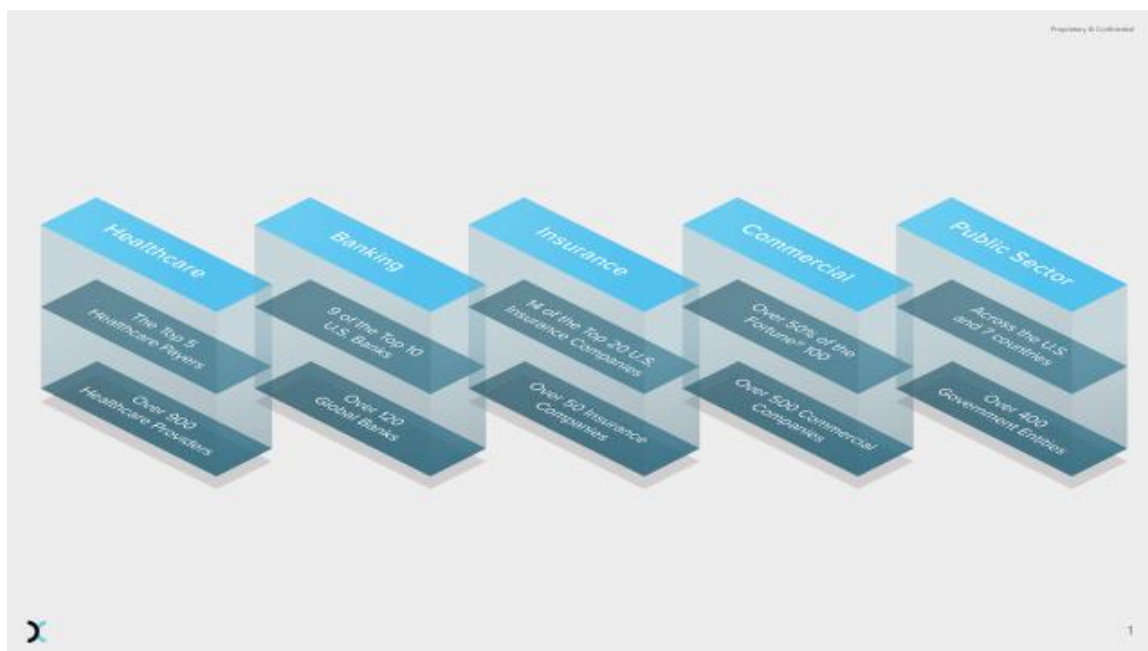 Proprietary & Confidential
Healthcare
The Top 5
Healthcare Payers
Over 900
Healthcare Providers
Banking
9 of the Top 10
U.S. Banks
Over 120
Global Banks
Insurance
14 of the Top 20 U.S.
Insurance Companies
Over 50 Insurance
Companies
Commercial
Over 50% of the
Fortune® 100
Over 500 Commercial
Companies
Public Sector
Across the U.S.
and 7 countries
Over 400
Government Entities
1